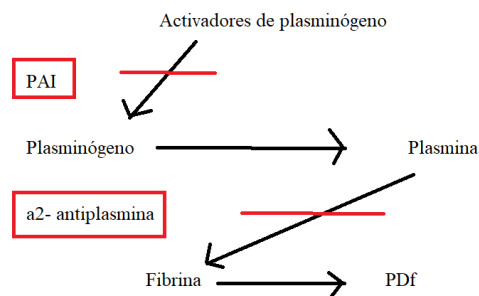 Activadores de plasminógeno
PAI
Plasminógeno Plasmina
a2- antiplasmina
Fibrina PDf